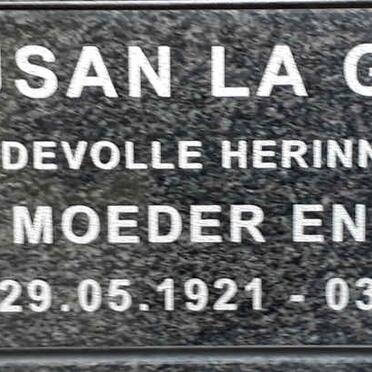 USAN LA G
DEVOLLE HERINN
MOEDER EN
29.05.1921 - 03